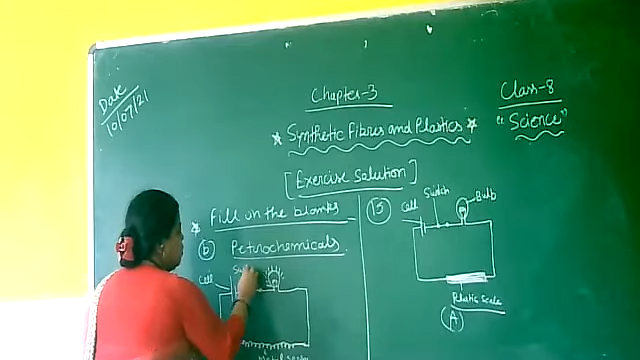 Date
10/07/21
Chapter-3
Class-8
Synthetic Fibres and Plastics
"Science"
[Exercise Solution]
Fill in the blanks
(b) Petrochemicals.
Cell
15
Cell
Switch
Bulb
Plastic Scale
(A)